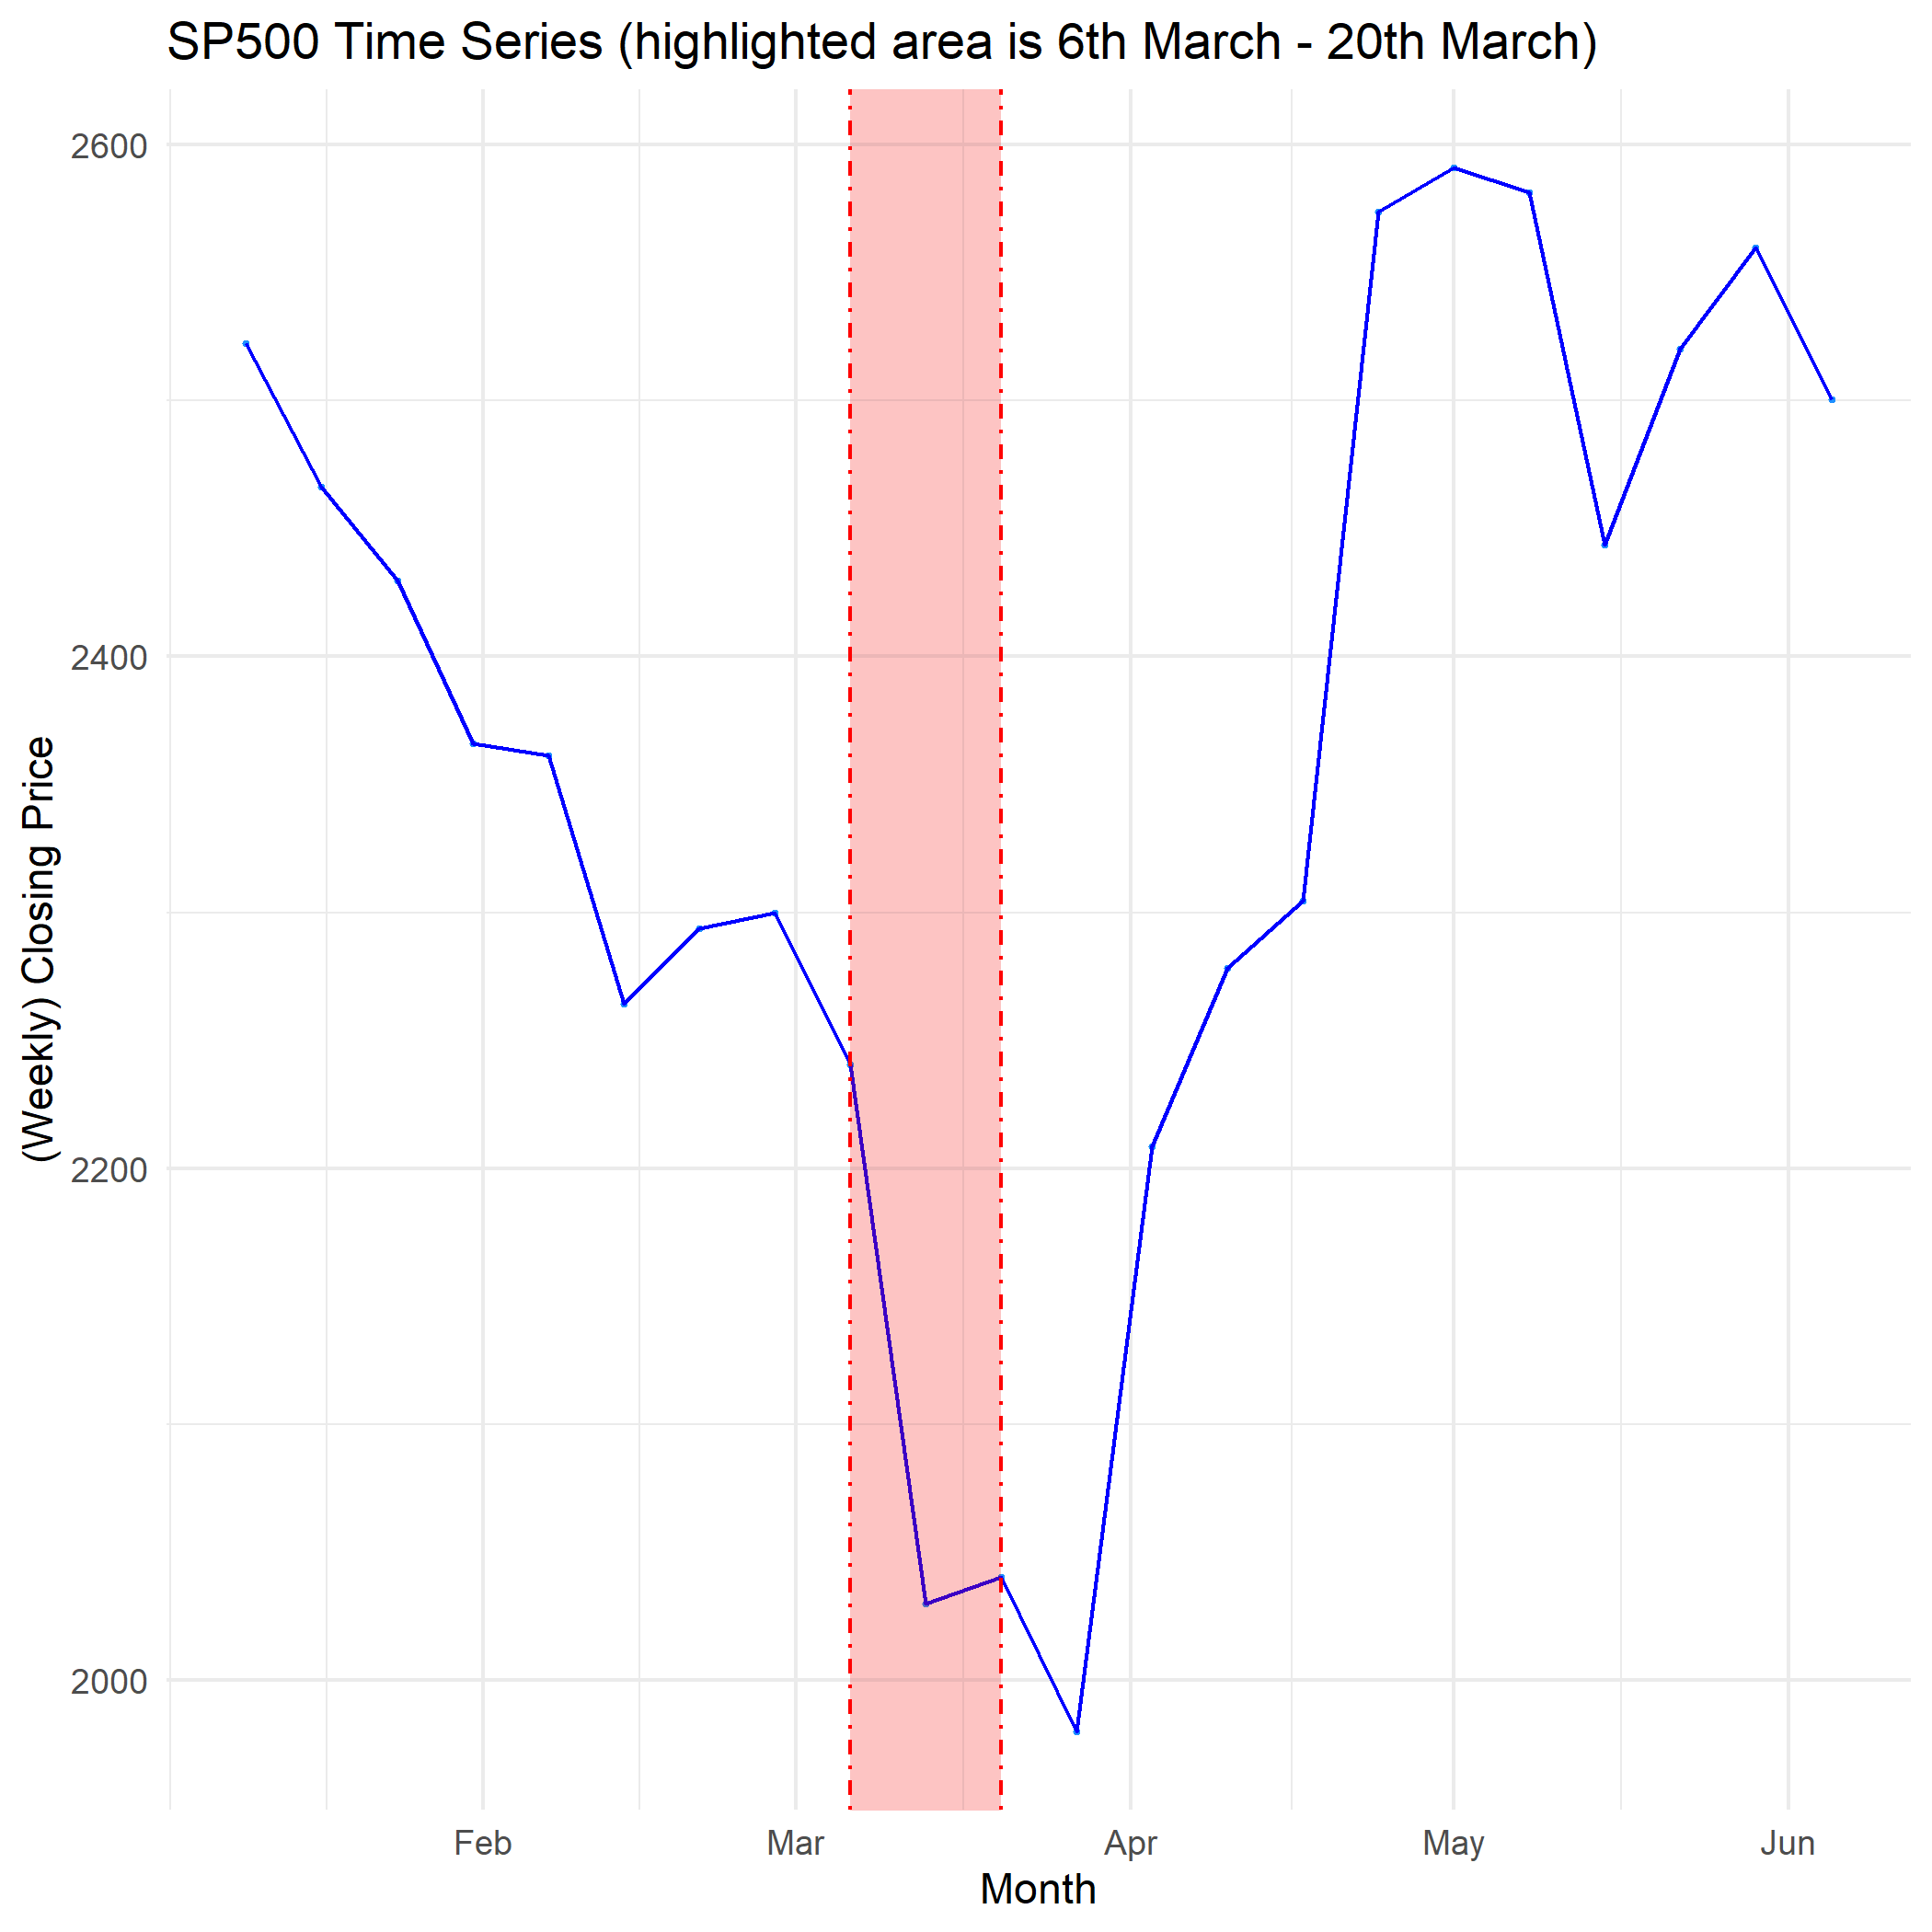 SP500 Time Series (highlighted area is 6th March - 20th March)
2600
2400
2200
2000
(Weekly) Closing Price
Feb Mar Apr May Jun
Month